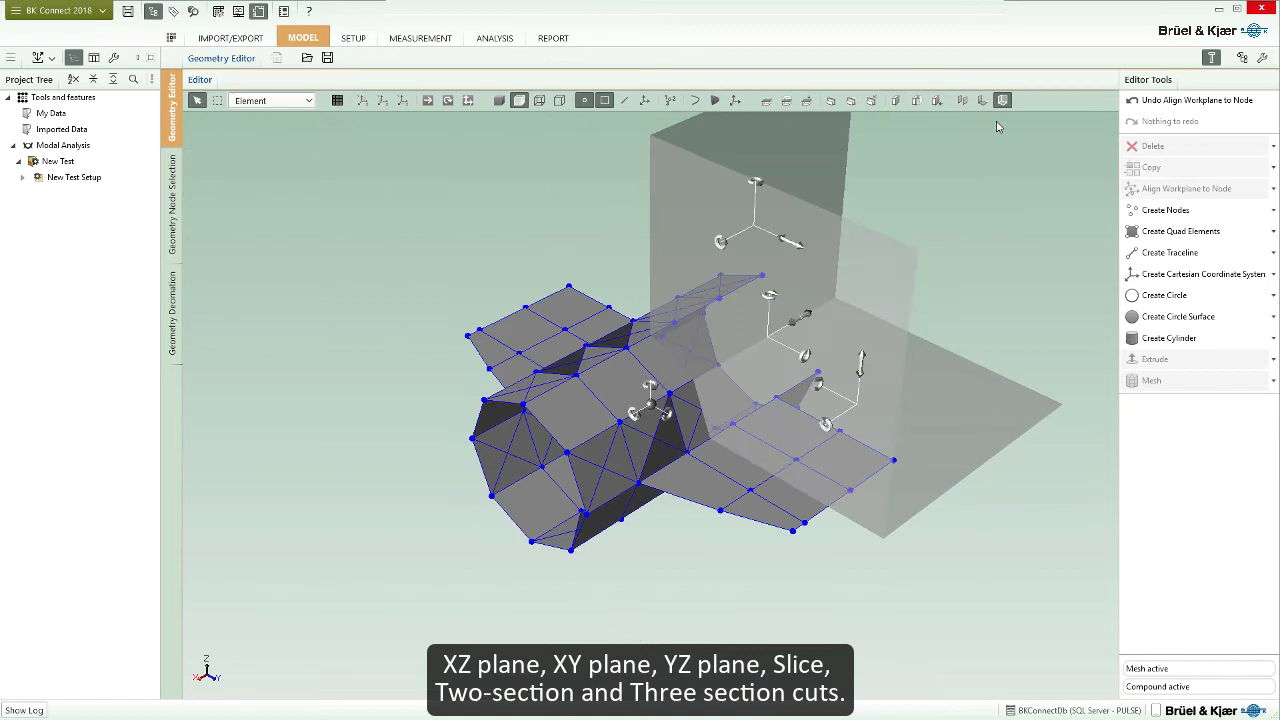 BK Connect 2018
?
IMPORT/EXPORT
MODEL
SETUP
MEASUREMENT
ANALYSIS
REPORT
Brüel & Kjær
Geometry Editor
Project Tree
Editor
Editor Tools
Tools and features
My Data
Imported Data
Modal Analysis
New Test
New Test Setup
Geometry Editor
Geometry Node Selection
Geometry Decimation
Element
Undo Align Workplane to Node
Nothing to redo
Delete
Copy
Align Workplane to Node
Create Nodes
Create Quad Elements
Create Traceline
Create Cartesian Coordinate System
Create Circle
Create Circle Surface
Create Cylinder
Extrude
Mesh
Z
X
Y
XZ plane, XY plane, YZ plane, Slice,
Two-section and Three section cuts.
Mesh active
Compound active
Show Log
BKConnectDb (SQL Server - PULSE)
Brüel & Kjær